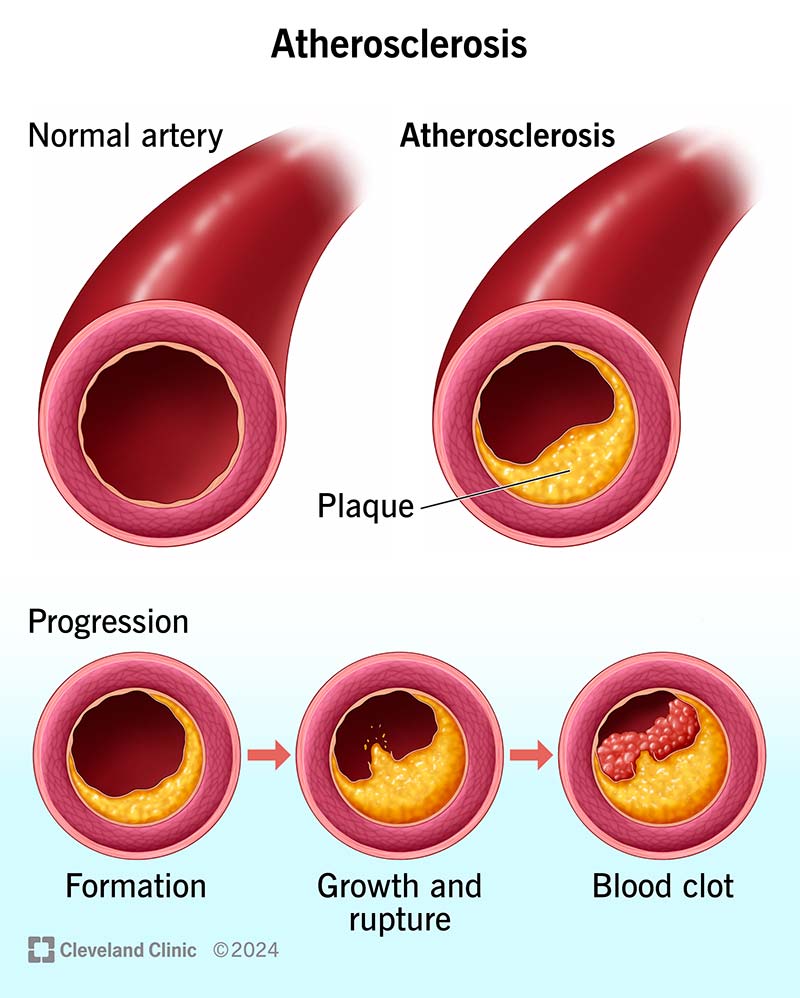 Atherosclerosis
Normal artery
Atherosclerosis
Plaque
Progression
Formation
Growth and
rupture
Blood clot
Cleveland Clinic ©2024